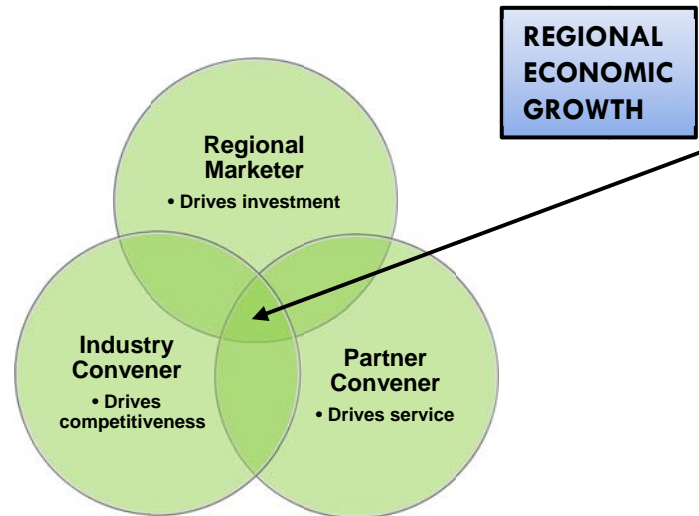 REGIONAL
ECONOMIC
GROWTH
Regional
Marketer
• Drives investment
Industry
Convener
• Drives
competitiveness
Partner
Convener
• Drives service